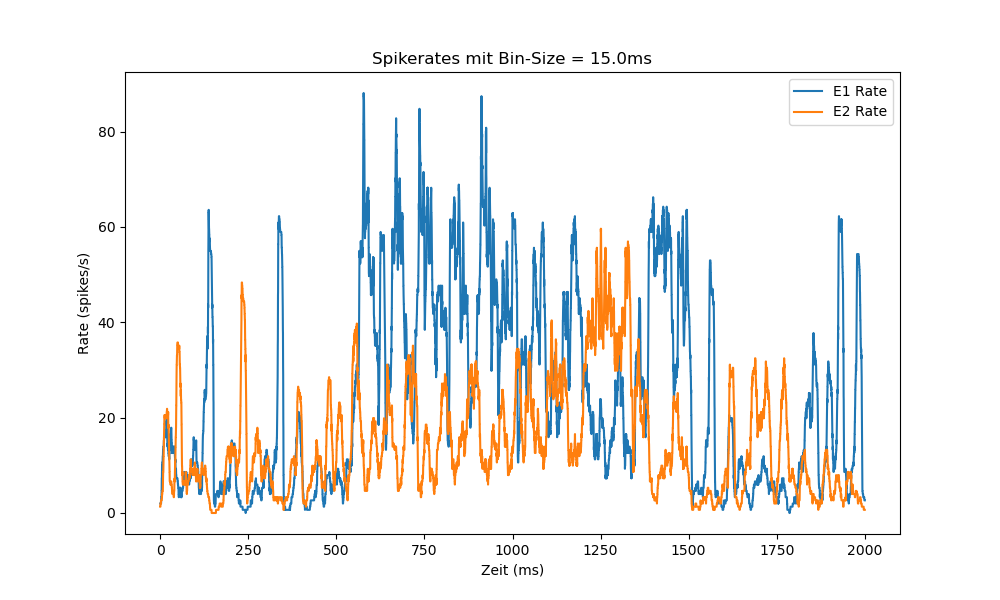 Spikerates mit Bin-Size = 15.0ms
E1 Rate
E2 Rate
80
60
40
20
0
Rate (spikes/s)
0 250 500 750 1000 1250 1500 1750 2000
Zeit (ms)